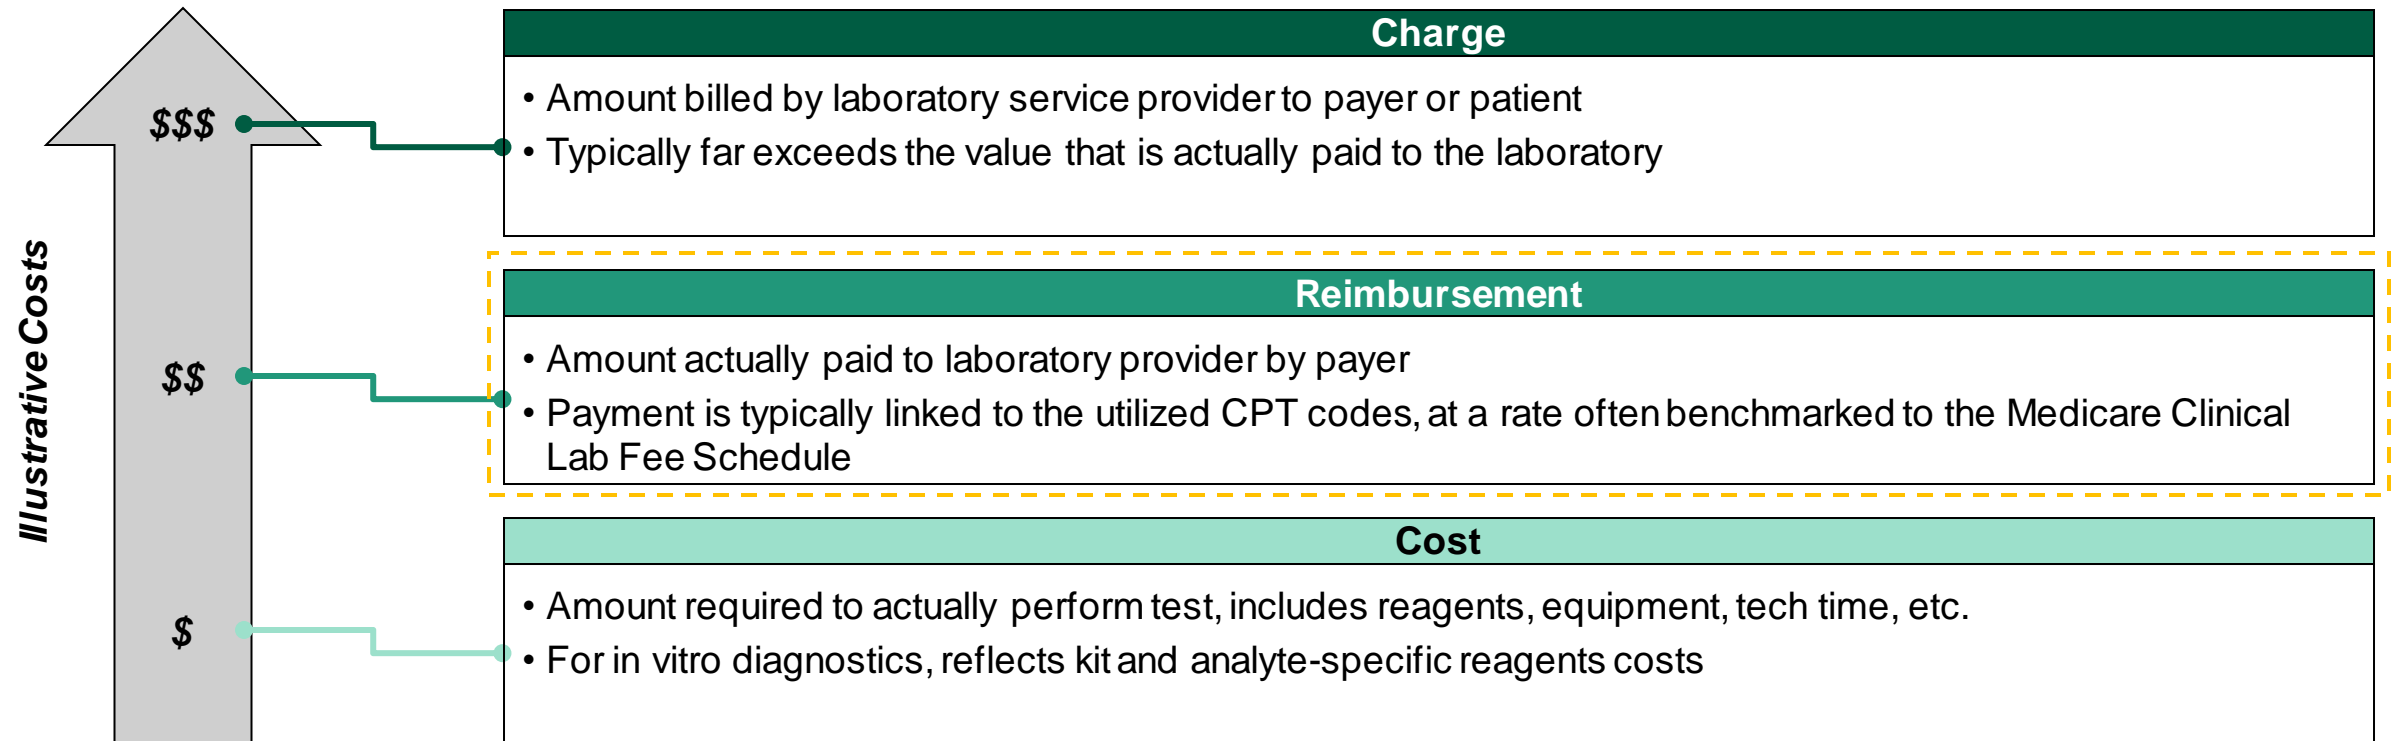 Illustrative Costs
$$$
Charge
• Amount billed by laboratory service provider to payer or patient
• Typically far exceeds the value that is actually paid to the laboratory
$$
Reimbursement
• Amount actually paid to laboratory provider by payer
• Payment is typically linked to the utilized CPT codes, at a rate often benchmarked to the Medicare Clinical
Lab Fee Schedule
$
Cost
• Amount required to actually perform test, includes reagents, equipment, tech time, etc.
• For in vitro diagnostics, reflects kit and analyte-specific reagents costs